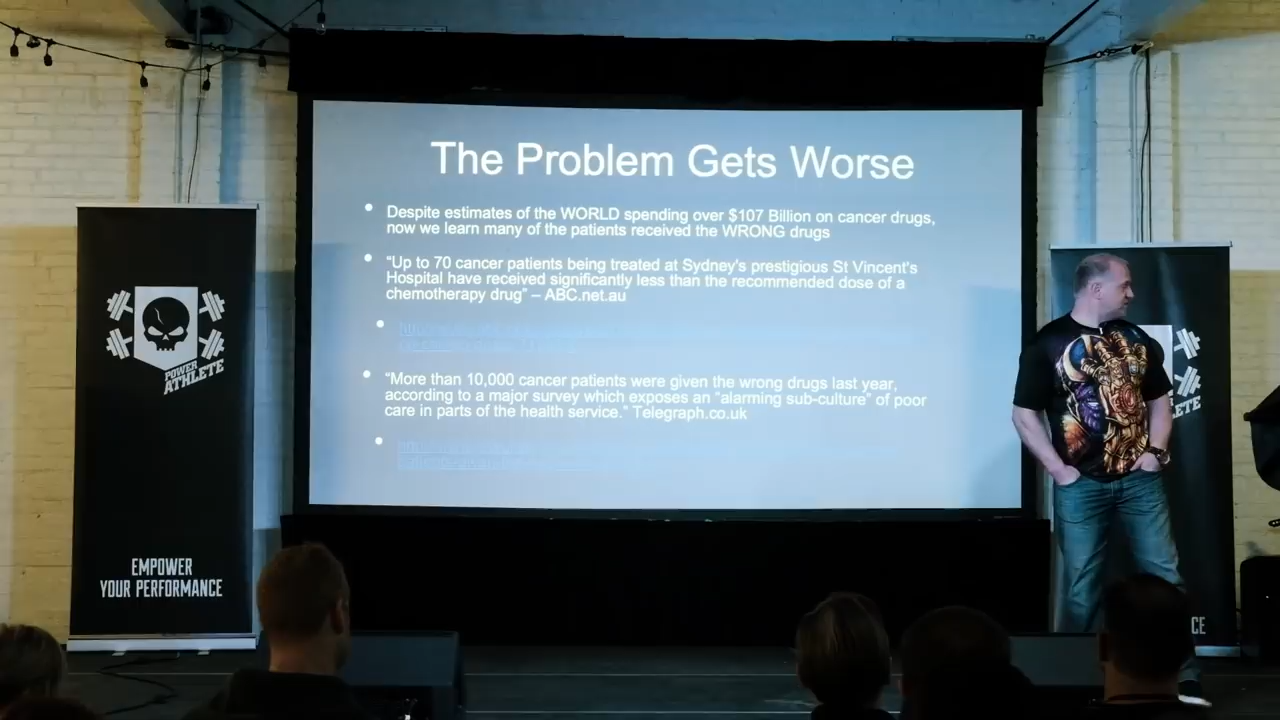 The Problem Gets Worse
Despite estimates of the WORLD spending over $107 Billion on cancer drugs,
now we learn many of the patients received the WRONG drugs
“Up to 70 cancer patients being treated at Sydney's prestigious St Vincent's
Hospital have received significantly less than the recommended dose of a
chemotherapy drug” – ABC.net.au
“More than 10,000 cancer patients were given the wrong drugs last year,
according to a major survey which exposes an “alarming sub-culture” of poor
care in parts of the health service.” Telegraph.co.uk
POWER
ATHLETE
EMPOWER
YOUR PERFORMANCE
LETE
CE